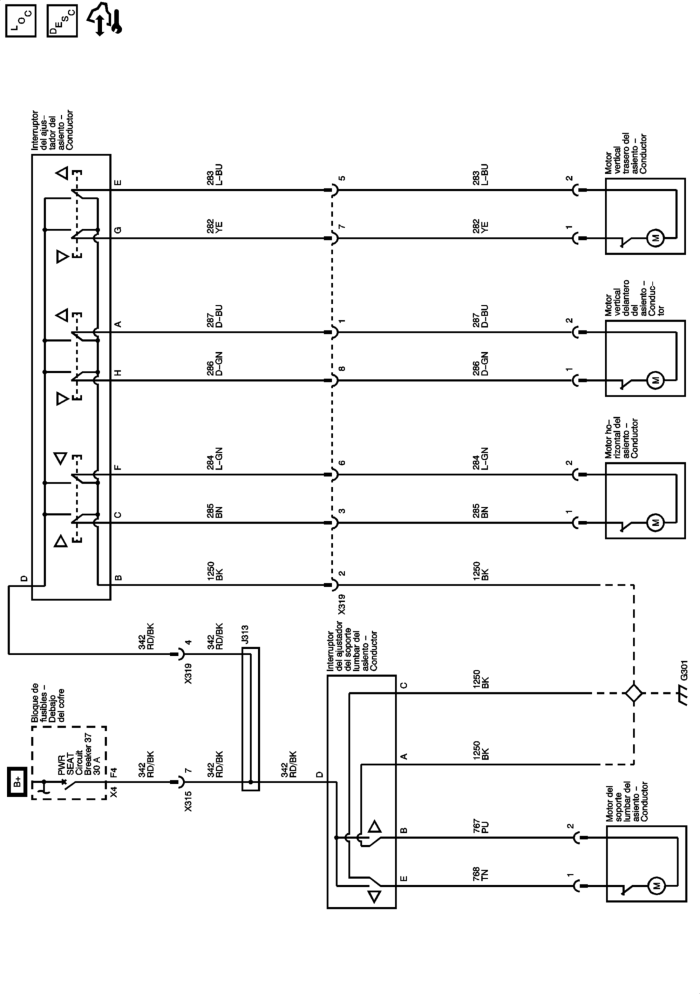 L
O
C
D
E
S
C
Interruptor
del ajus-
tador del
asiento –
Conductor
D
B
C
F
H
A
G
E
B+
Bloque de
fusibles –
Debajo
del cofre
PWR
SEAT
Circuit
Breaker 37
30 A
X4
F4
342
RD/BK
X315
7
342
RD/BK
342
RD/BK
X319
4
342
RD/BK
J313
342
RD/BK
D
Interruptor
del ajustador
del soporte
lumbar del
asiento –
Conductor
E
B
A
C
X319
2
3
6
8
1
7
5
1250
BK
285
BN
284
L-GN
286
D-GN
287
D-BU
282
YE
283
L-BU
768
TN
767
PU
1250
BK
1250
BK
1250
BK
285
BN
284
L-GN
286
D-GN
287
D-BU
282
YE
283
L-BU
1
2
1
2
1
2
1
2
G301
Motor del
soporte
lumbar del
asiento –
Conductor
M
Motor ho-
rizontal del
asiento –
Conductor
M
Motor
vertical
delantero
del
asiento –
Conduc-
tor
M
Motor
vertical
trasero del
asiento –
Conductor
M